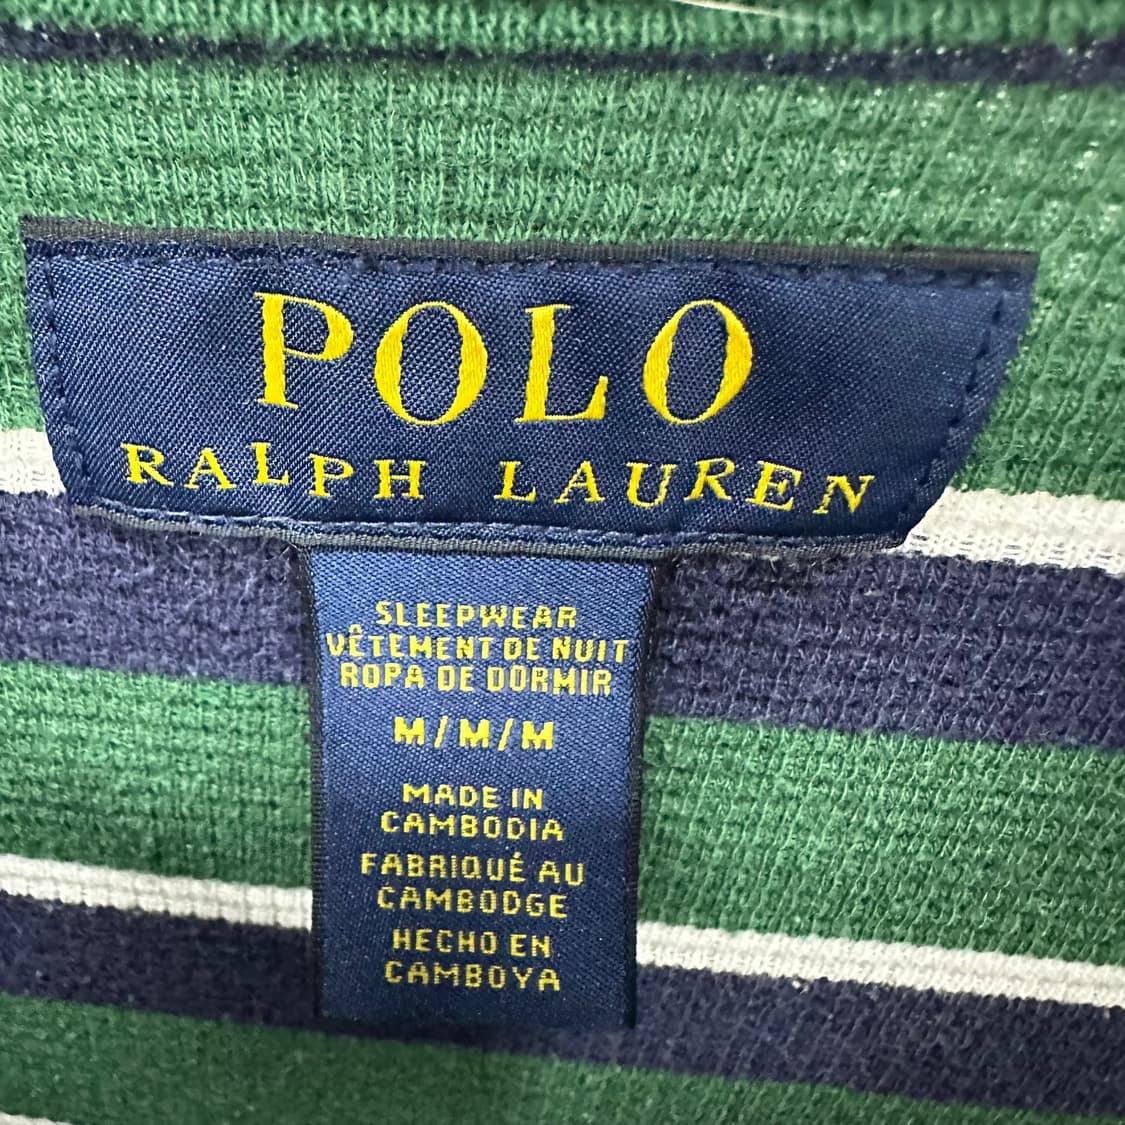 POLO
RALPH LAUREN
SLEEPWEAR
VÊTEMENT DE NUIT
ROPA DE DORMIR
M/M/M
MADE IN
CAMBODIA
FABRIQUÉ AU
CAMBODGE
HECHO EN
CAMBOYA